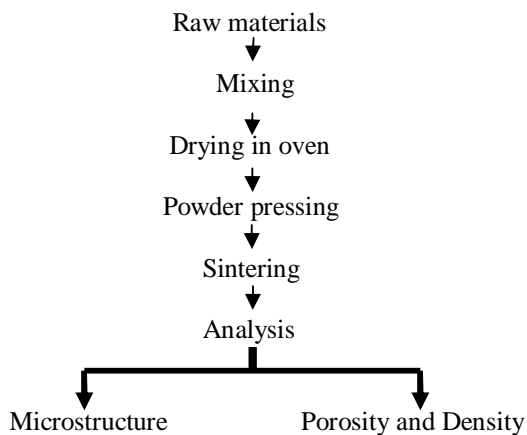 Raw materials
Mixing
Drying in oven
Powder pressing
Sintering
Analysis
Microstructure
Porosity and Density